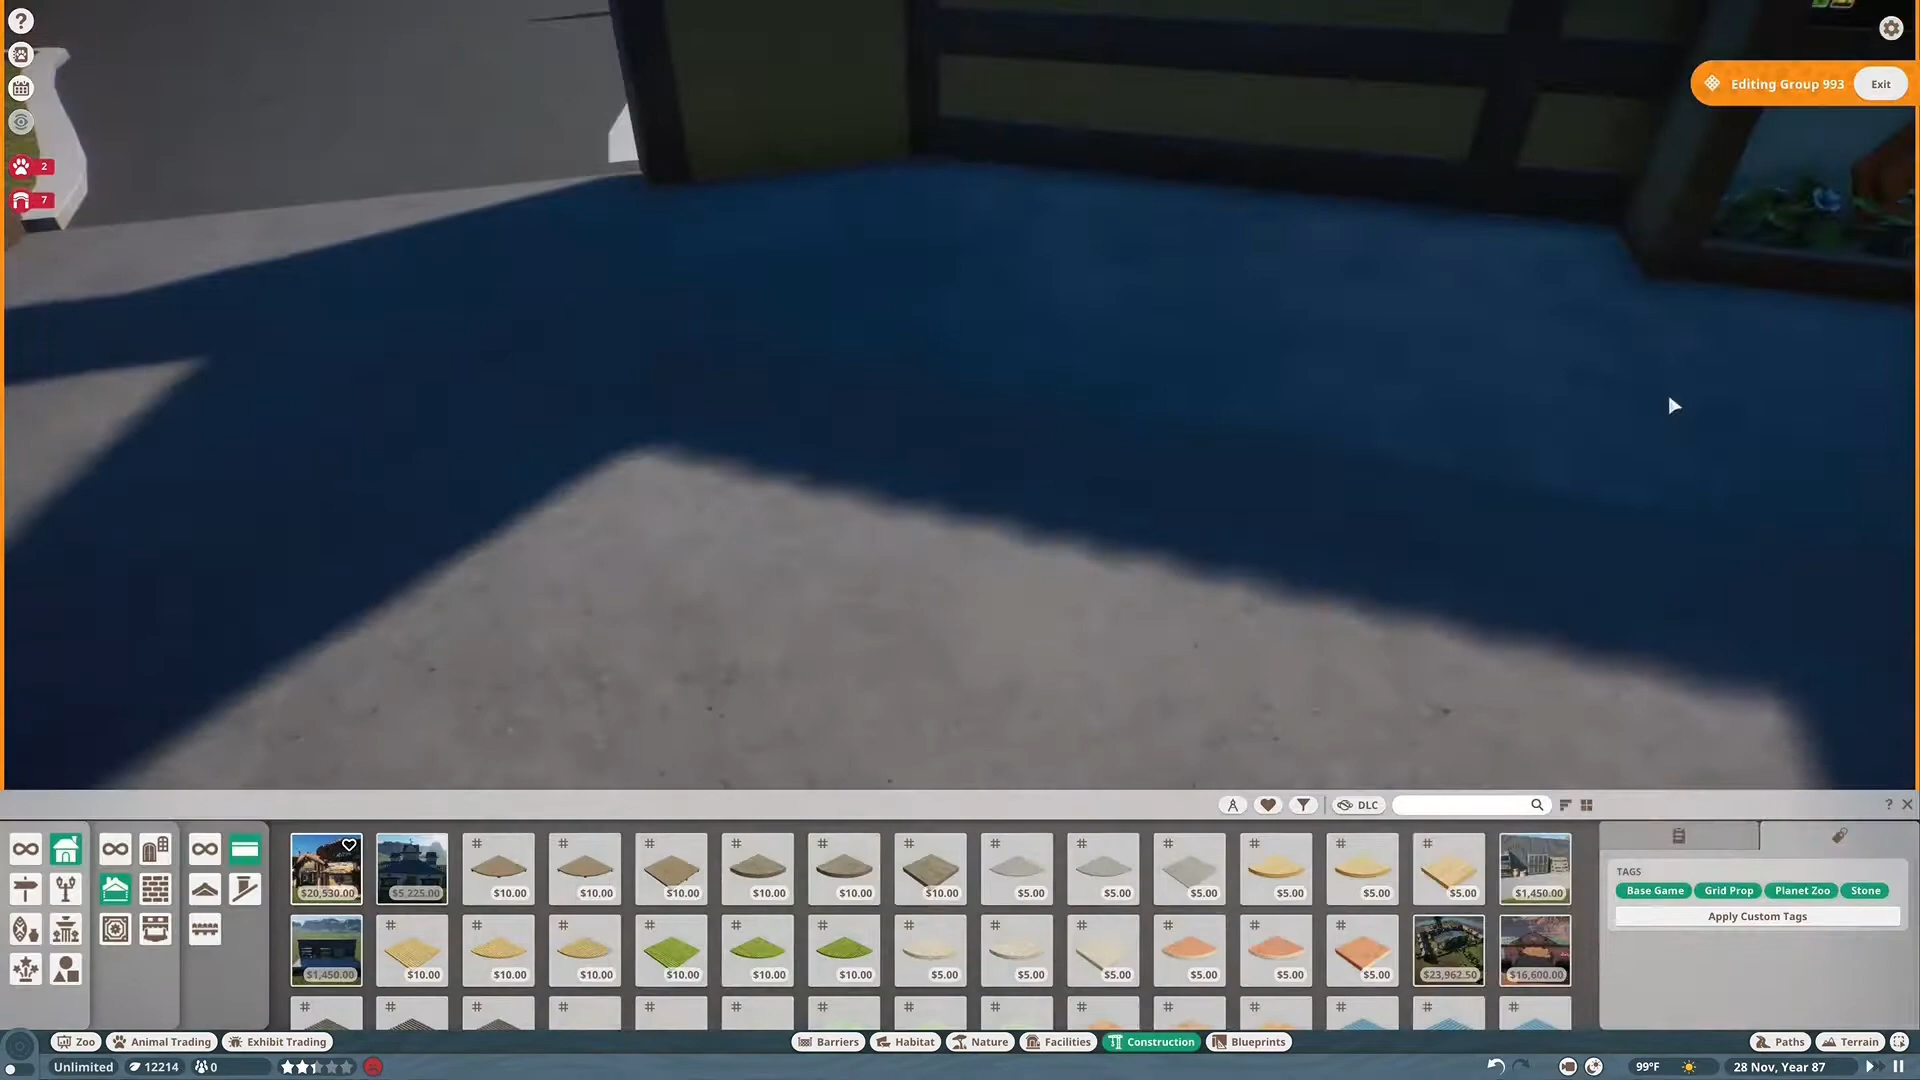 ?
Editing Group 993 Exit
2
7
DLC
? ×
$20,530.00 $5,225.00 $10.00 $10.00 $10.00 $10.00 $10.00 $10.00 $5.00 $5.00 $5.00 $5.00 $5.00 $5.00 $1,450.00
$1,450.00 $10.00 $10.00 $10.00 $10.00 $10.00 $10.00 $5.00 $5.00 $5.00 $5.00 $5.00 $5.00 $23,962.50 $16,600.00
TAGS
Base Game Grid Prop Planet Zoo Stone
Apply Custom Tags
Zoo Animal Trading Exhibit Trading Barriers Habitat Nature Facilities Construction Blueprints Paths Terrain
Unlimited 12214 0 99°F 28 Nov, Year 87